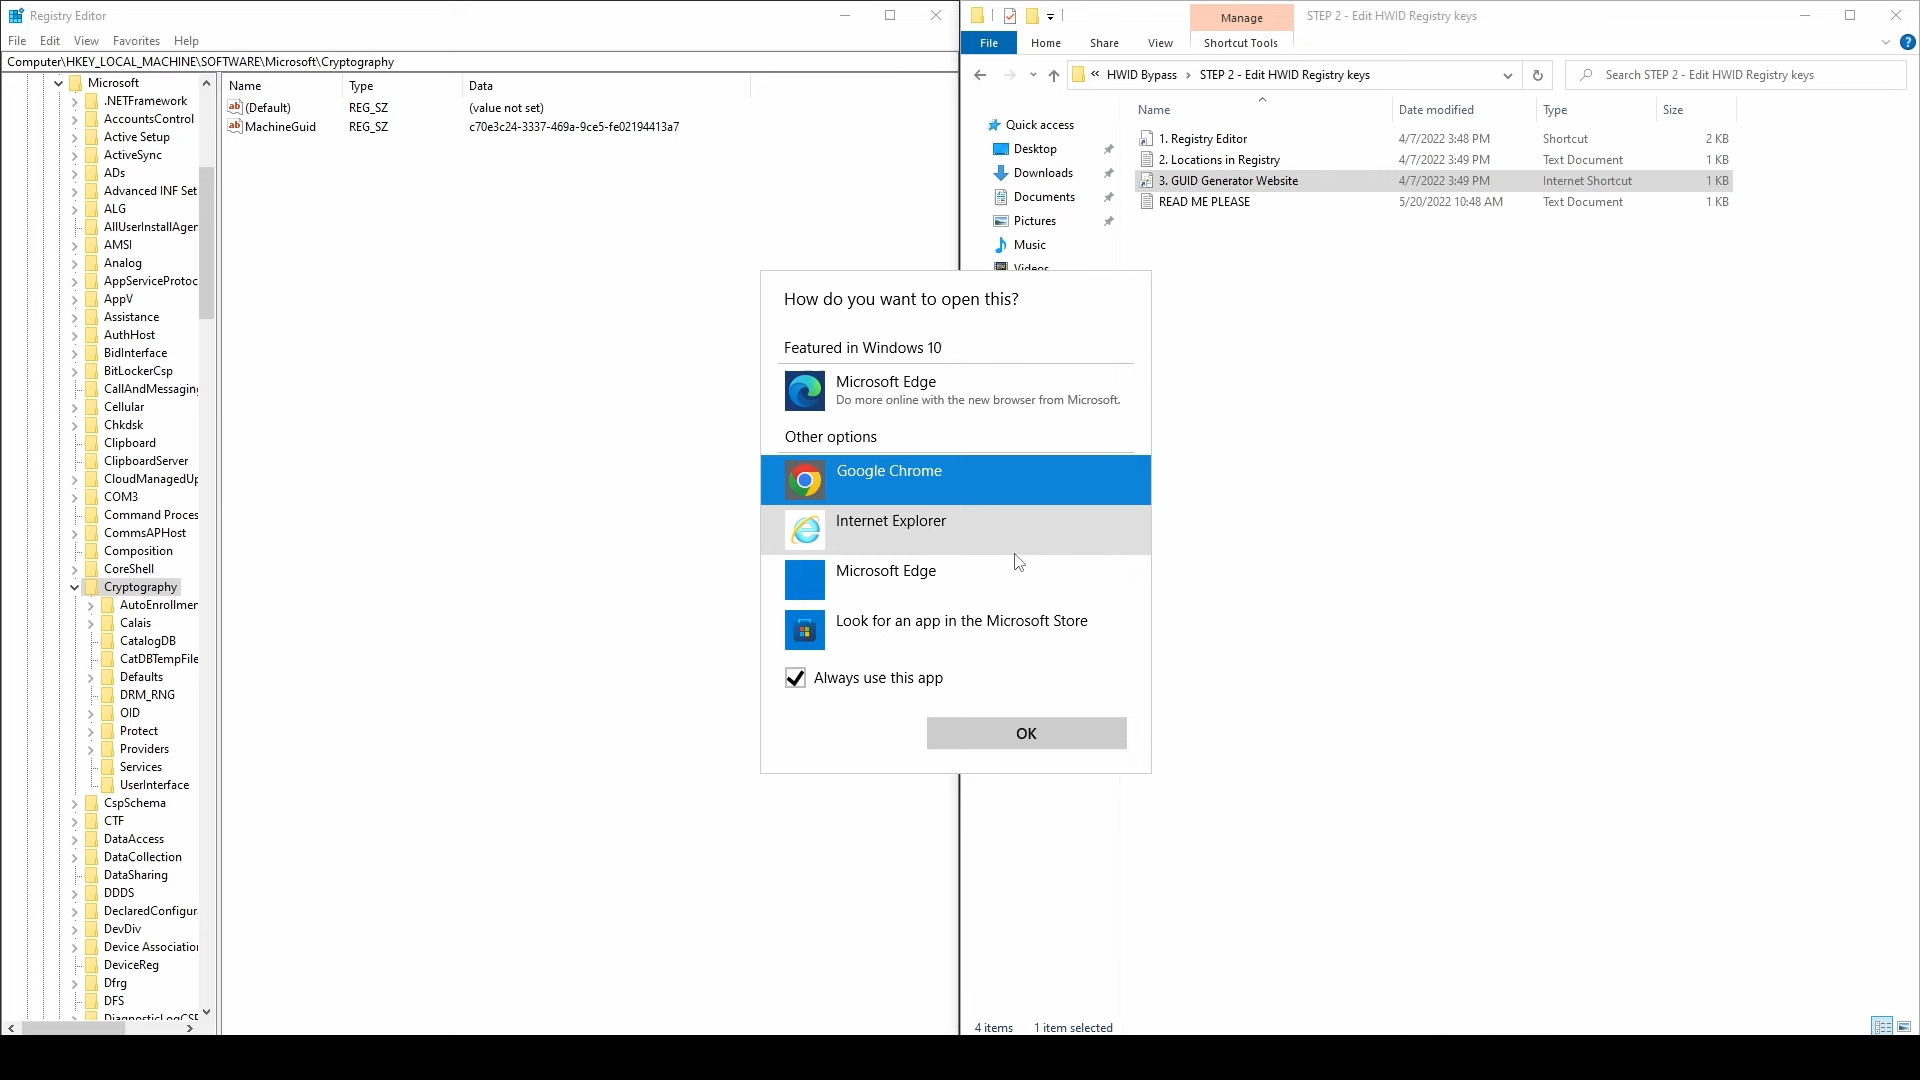 Registry Editor
File Edit View Favorites Help
Computer\HKEY_LOCAL_MACHINE\SOFTWARE\Microsoft\Cryptography
Microsoft
.NETFramework
AccountsControl
Active Setup
ActiveSync
ADs
Advanced INF Set
ALG
AllUserInstallAger
AMSI
Analog
AppServiceProtoc
AppV
Assistance
AuthHost
BidInterface
BitLockerCsp
CallAndMessaging
Cellular
Chkdsk
Clipboard
ClipboardServer
CloudManagedUp
COM3
Command Proces
CommsAPHost
Composition
CoreShell
Cryptography
AutoEnrollmer
Calais
CatalogDB
CatDBTempFile
Defaults
DRM_RNG
OID
Protect
Providers
Services
UserInterface
CspSchema
CTF
DataAccess
DataCollection
DataSharing
DDDS
DeclaredConfigur
DevDiv
Device Association
DeviceReg
Dfrg
DFS
DiagnosticLogCSP
Name Type Data
(Default) REG_SZ (value not set)
MachineGuid REG_SZ c70e3c24-3337-469a-9ce5-fe02194413a7
Manage
STEP 2 - Edit HWID Registry keys
File Home Share View Shortcut Tools
« HWID Bypass › STEP 2 - Edit HWID Registry keys
Search STEP 2 - Edit HWID Registry keys
Quick access
Desktop
Downloads
Documents
Pictures
Music
Videos
Name Date modified Type Size
1. Registry Editor 4/7/2022 3:48 PM Shortcut 2 KB
2. Locations in Registry 4/7/2022 3:49 PM Text Document 1 KB
3. GUID Generator Website 4/7/2022 3:49 PM Internet Shortcut 1 KB
READ ME PLEASE 5/20/2022 10:48 AM Text Document 1 KB
How do you want to open this?
Featured in Windows 10
Microsoft Edge
Do more online with the new browser from Microsoft.
Other options
Google Chrome
Internet Explorer
Microsoft Edge
Look for an app in the Microsoft Store
Always use this app
OK
4 items 1 item selected